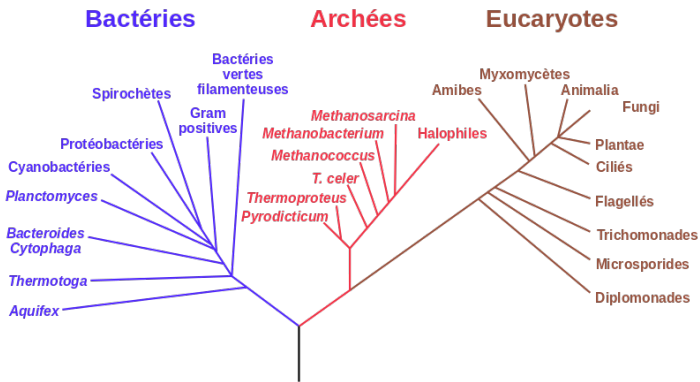 Bactéries
Archées
Eucaryotes
Bactéries
vertes
filamenteuses
Spirochètes
Gram
positives
Protéobactéries
Cyanobactéries
Planctomyces
Bacteroides
Cytophaga
Thermotoga
Aquifex
Methanosarcina
Methanobacterium
Halophiles
Methanococcus
T. celer
Thermoproteus
Pyrodicticum
Myxomycètes
Amibes
Animalia
Fungi
Plantae
Ciliés
Flagellés
Trichomonades
Microsporides
Diplomonades